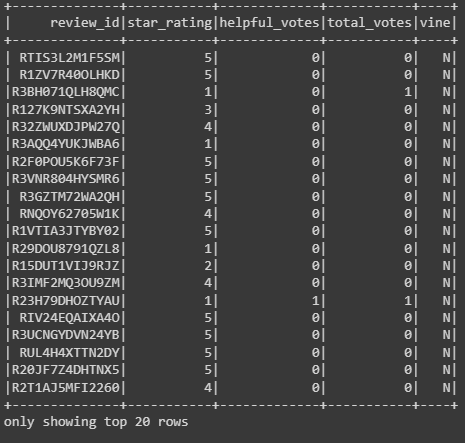 +--------------+-----------+-------------+-----------+----+
|     review_id|star_rating|helpful_votes|total_votes|vine|
+--------------+-----------+-------------+-----------+----+
| RTIS3L2M1F5SM|          5|            0|          0|   N|
|R1ZV7R40OLHKD|          5|            0|          0|   N|
|R3BH071QLH8QMC|          1|            0|          1|   N|
|R127K9NTSXA2YH|          3|            0|          0|   N|
|R32ZWUXDJPW27Q|          4|            0|          0|   N|
|R3AQQ4YUKJWBA6|          1|            0|          0|   N|
|R2F0POU5K6F73F|          5|            0|          0|   N|
|R3VNR804HYSMR6|          5|            0|          0|   N|
| R3GZTM72WA2QH|          5|            0|          0|   N|
| RNQOY62705W1K|          4|            0|          0|   N|
|R1VTIA3JTYBY02|          5|            0|          0|   N|
|R29DOU8791QZL8|          1|            0|          0|   N|
|R15DUT1VIJ9RJZ|          2|            0|          0|   N|
|R3IMF2MQ3OU9ZM|          4|            0|          0|   N|
|R23H79DHOZTYAU|          1|            1|          1|   N|
| RIV24EQAIXA4O|          5|            0|          0|   N|
|R3UCNGYDVN24YB|          5|            0|          0|   N|
| RUL4H4XTTN2DY|          5|            0|          0|   N|
|R20JF7Z4DHTNX5|          5|            0|          0|   N|
|R2T1AJ5MFI2260|          4|            0|          0|   N|
+--------------+-----------+-------------+-----------+----+
only showing top 20 rows